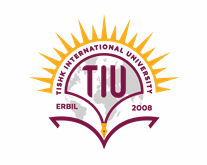 TISHK INTERNATIONAL UNIVERSITY
TIU
ERBIL 2008